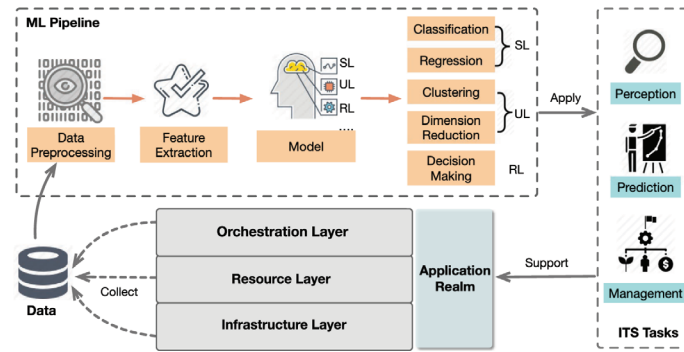 ML Pipeline
Data
Preprocessing
Feature
Extraction
SL
UL
RL
....
Model
Classification
Regression
SL
Clustering
Dimension
Reduction
UL
Decision
Making
RL
Apply
Perception
Prediction
Management
ITS Tasks
Support
Application
Realm
Orchestration Layer
Resource Layer
Infrastructure Layer
Collect
Data